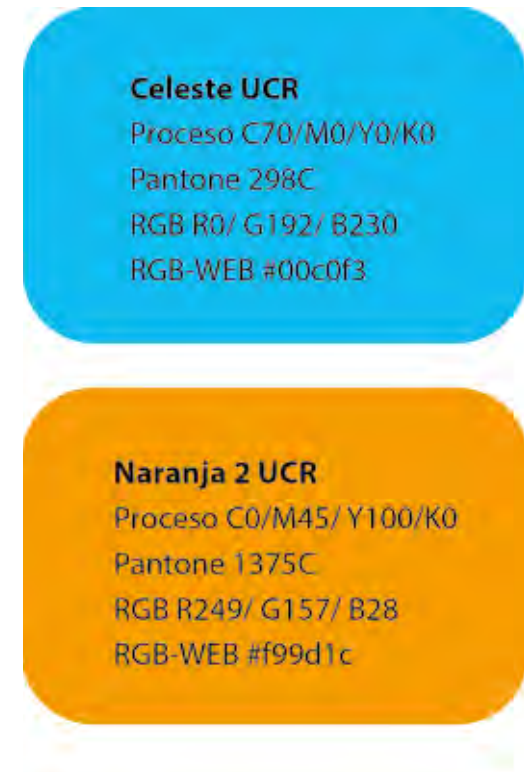 Celeste UCR
Proceso C70/M0/Y0/K0
Pantone 298C
RGB R0/ G192/ B230
RGB-WEB #00c0f3
Naranja 2 UCR
Proceso C0/M45/ Y100/K0
Pantone 1375C
RGB R249/ G157/ B28
RGB-WEB #f99d1c